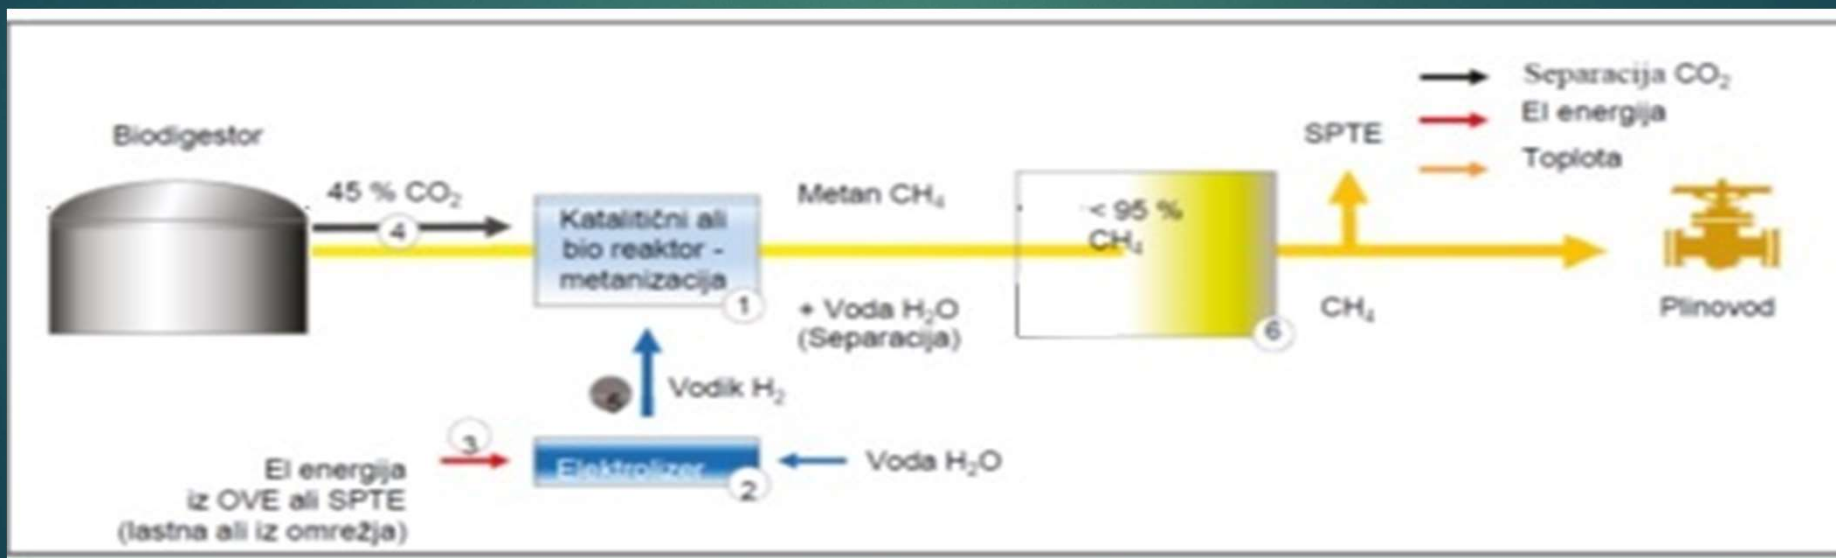 Biodigestor
45 % CO₂
4
Katalitični ali
bio reaktor -
metanizacija
1
Metan CH₄
+ Voda H₂O
(Separacija)
< 95 %
CH₄
6
SPTE
CH₄
Plinovod
Separacija CO₂
El energija
Toplota
Vodik H₂
3
El energija
iz OVE ali SPTE
(lastna ali iz omrežja)
Elektrolizer
2
Voda H₂O